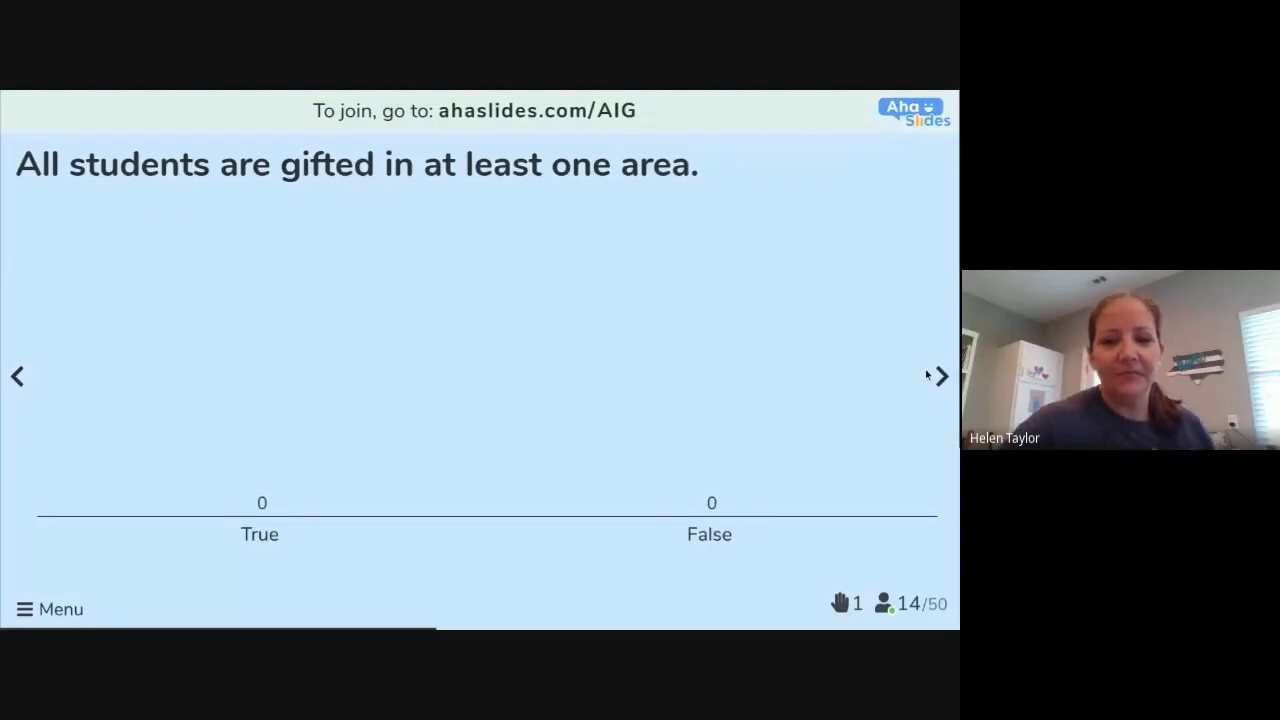 To join, go to: ahaslides.com/AIG
Aha
Slides
All students are gifted in at least one area.
0
0
True
False
Menu
1
14/50
Helen Taylor